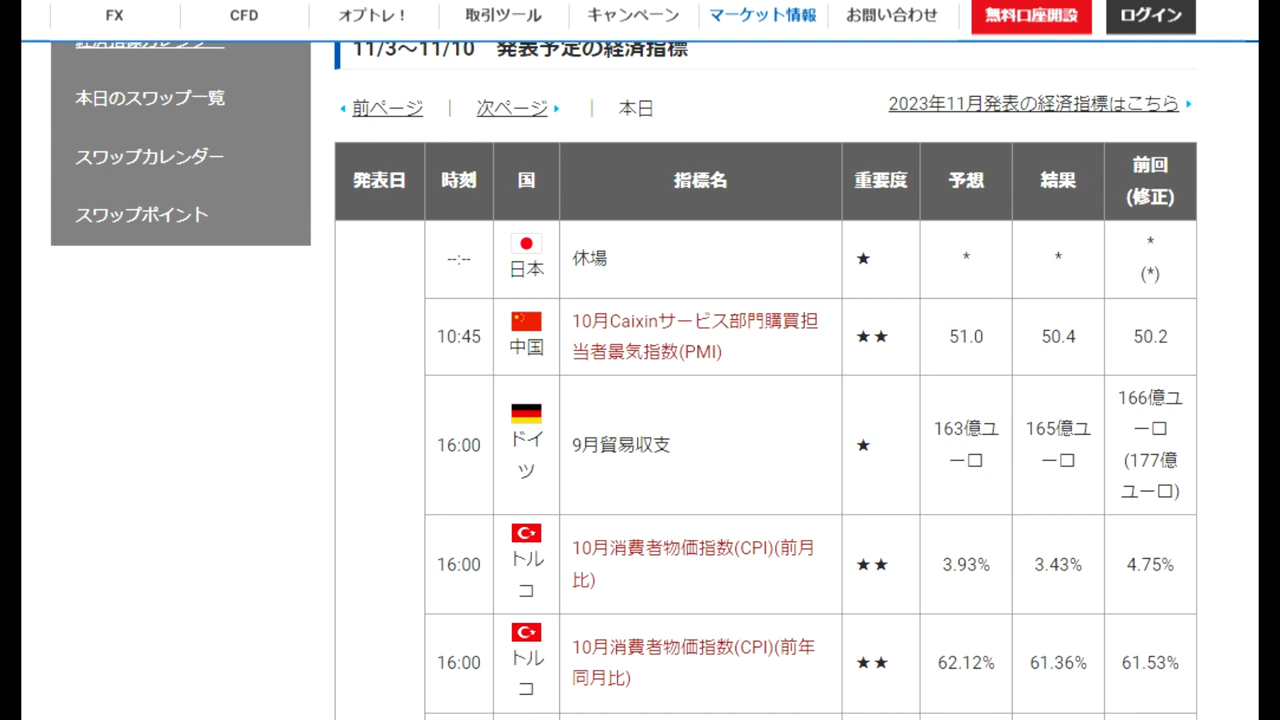 FX
CFD
オプトレ！
取引ツール
キャンペーン
マーケット情報
お問い合わせ
無料口座開設
ログイン
経済指標カレンダー
本日のスワップ一覧
スワップカレンダー
スワップポイント
11/3～11/10　発表予定の経済指標
前ページ ｜ 次ページ ｜ 本日
2023年11月発表の経済指標はこちら
発表日 時刻 国 指標名 重要度 予想 結果 前回
(修正)
--:-- 日本 休場 ★ * * *
(*)
10:45 中国 10月Caixinサービス部門購買担
当者景気指数(PMI) ★★ 51.0 50.4 50.2
16:00 ドイ
ツ
9月貿易収支 ★ 163億ユ
ーロ
165億ユ
ーロ
166億ユ
ーロ
(177億
ユーロ)
16:00 トル
コ
10月消費者物価指数(CPI)(前月
比)
★★ 3.93% 3.43% 4.75%
16:00 トル
コ
10月消費者物価指数(CPI)(前年
同月比)
★★ 62.12% 61.36% 61.53%